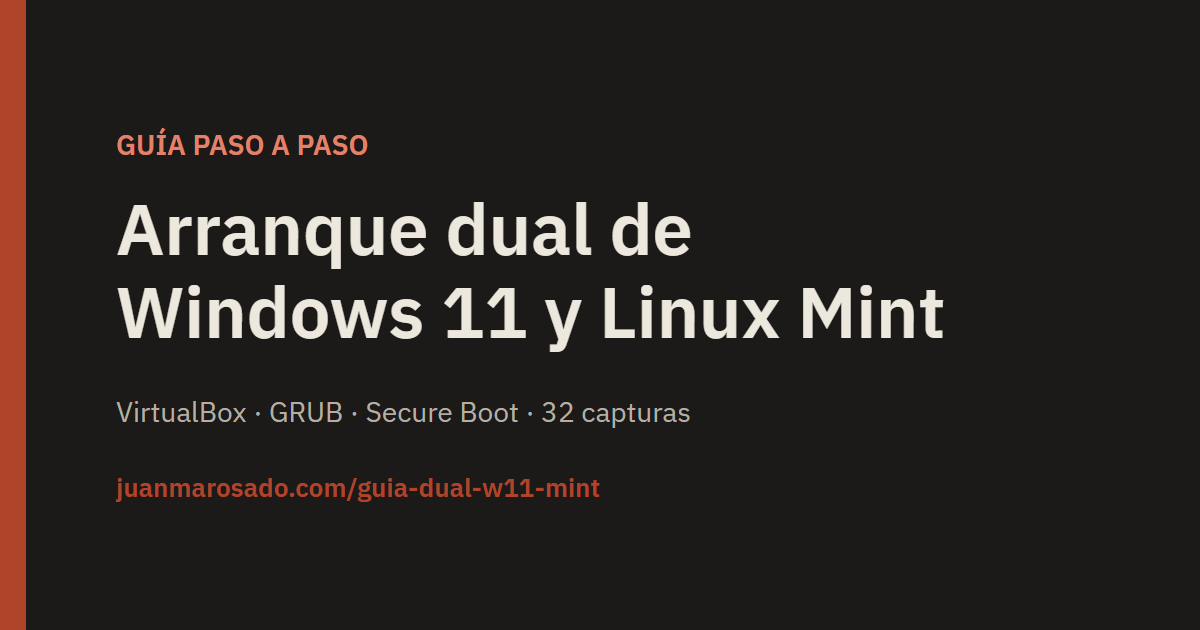 GUÍA PASO A PASO
Arranque dual de
Windows 11 y Linux Mint
VirtualBox · GRUB · Secure Boot · 32 capturas
juanmarosado.com/guia-dual-w11-mint